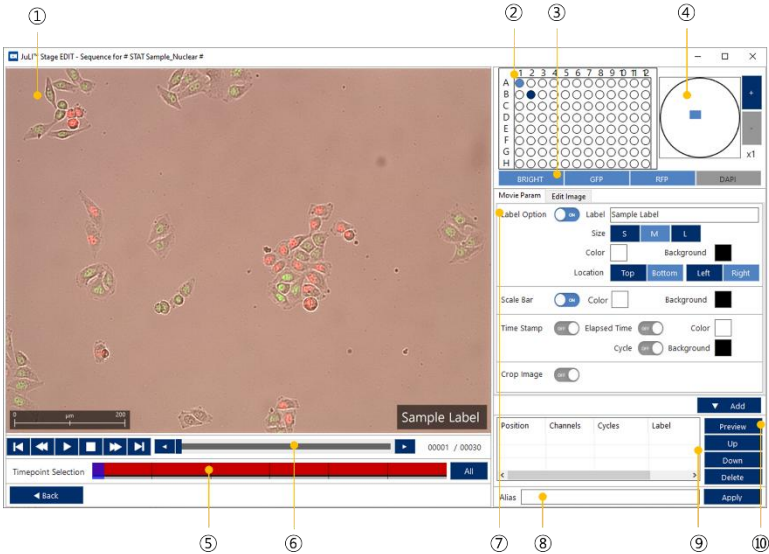 ① ② ③ ④
JuLI™ Stage EDIT - Sequence for # STAT Sample_Nuclear #
1 2 3 4 5 6 7 8 9 10 11 12
A
B
C
D
E
F
G
H
+
-
x1
BRIGHT GFP RFP DAPI
Movie Param Edit Image
Label Option ON Label Sample Label
Size S M L
Color Background
Location Top Bottom Left Right
Scale Bar ON Color Background
Time Stamp OFF Elapsed Time OFF Color
Cycle OFF Background
Crop Image OFF
0 μm 200
Sample Label
▼ Add
00001 / 00030
Position Channels Cycles Label
Preview
Up
Down
Delete
Timepoint Selection All
◀ Back
Alias Apply
⑤ ⑥ ⑦ ⑧ ⑨ ⑩